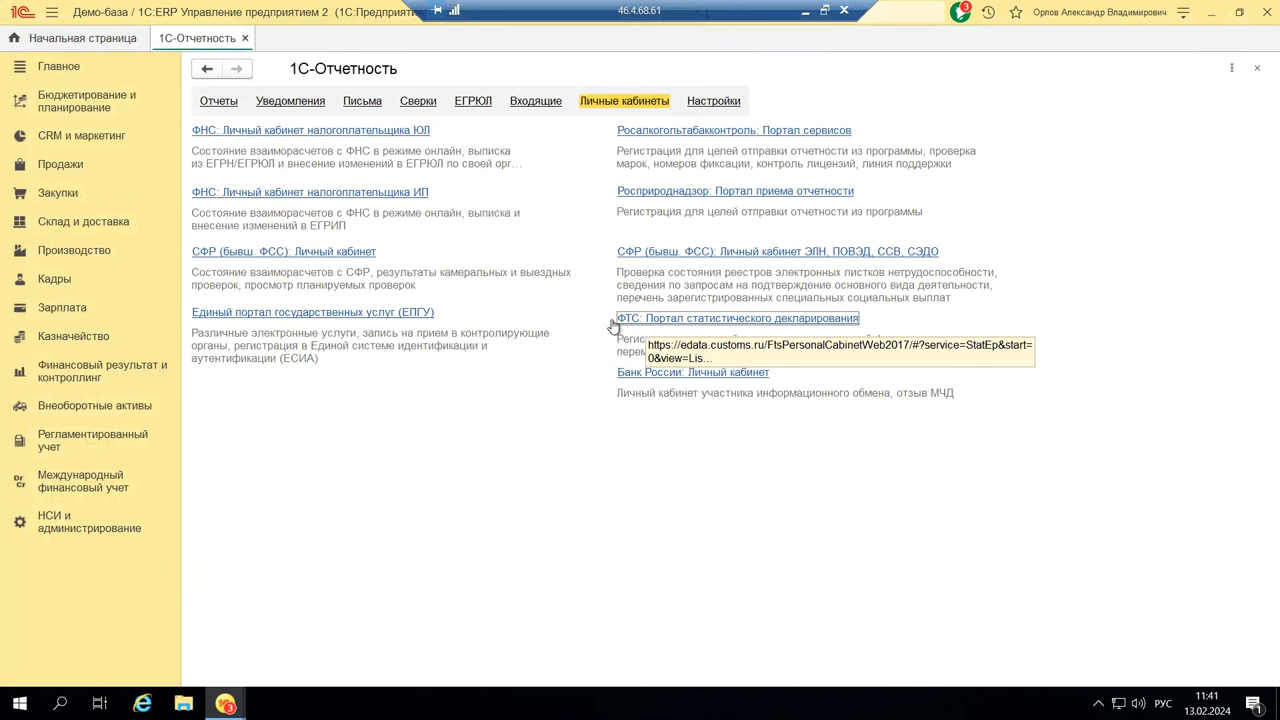 Демо-база / 1С:ERP Управление предприятием 2 (1С:Предприяти
46.4.68.61
3
Орлов Александр Владимирович
Начальная страница
1С-Отчетность
Главное
Бюджетирование и
планирование
CRM и маркетинг
Продажи
Закупки
Склад и доставка
Производство
Кадры
Зарплата
Казначейство
Финансовый результат и
контроллинг
Внеоборотные активы
Регламентированный
учет
Международный
финансовый учет
НСИ и
администрирование
1С-Отчетность
Отчеты Уведомления Письма Сверки ЕГРЮЛ Входящие Личные кабинеты Настройки
ФНС: Личный кабинет налогоплательщика ЮЛ
Состояние взаиморасчетов с ФНС в режиме онлайн, выписка
из ЕГРН/ЕГРЮЛ и внесение изменений в ЕГРЮЛ по своей орг…
ФНС: Личный кабинет налогоплательщика ИП
Состояние взаиморасчетов с ФНС в режиме онлайн, выписка и
внесение изменений в ЕГРИП
СФР (бывш. ФСС): Личный кабинет
Состояние взаиморасчетов с СФР, результаты камеральных и выездных
проверок, просмотр планируемых проверок
Единый портал государственных услуг (ЕПГУ)
Различные электронные услуги, запись на прием в контролирующие
органы, регистрация в Единой системе идентификации и
аутентификации (ЕСИА)
Росалкогольтабакконтроль: Портал сервисов
Регистрация для целей отправки отчетности из программы, проверка
марок, номеров фиксации, контроль лицензий, линия поддержки
Росприроднадзор: Портал приема отчетности
Регистрация для целей отправки отчетности из программы
СФР (бывш. ФСС): Личный кабинет ЭЛН, ПОВЭД, ССВ, СЭДО
Проверка состояния реестров электронных листков нетрудоспособности,
сведения по запросам на подтверждение основного вида деятельности,
перечень зарегистрированных специальных социальных выплат
ФТС: Портал статистического декларирования
https://edata.customs.ru/FtsPersonalCabinetWeb2017/#?service=StatEp&start=
0&view=Lis...
Банк России: Личный кабинет
Личный кабинет участника информационного обмена, отзыв МЧД
3
РУС
11:41
13.02.2024
1